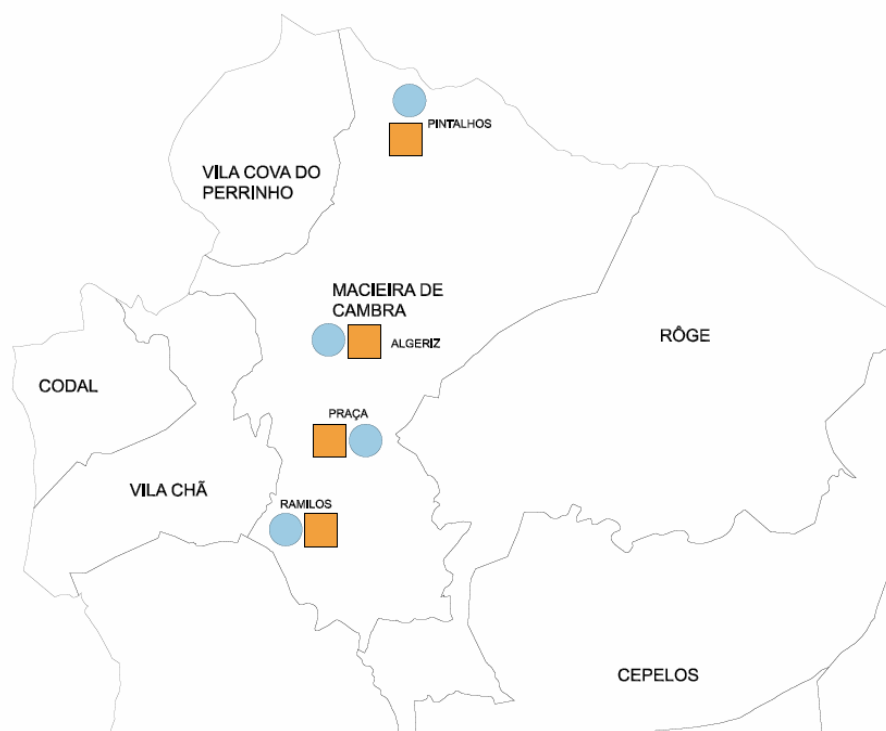 PINTALHOS
VILA COVA DO
PERRINHO
MACIEIRA DE
CAMBRA
ALGERIZ
RÔGE
CODAL
PRAÇA
VILA CHÃ
RAMILOS
CEPELOS